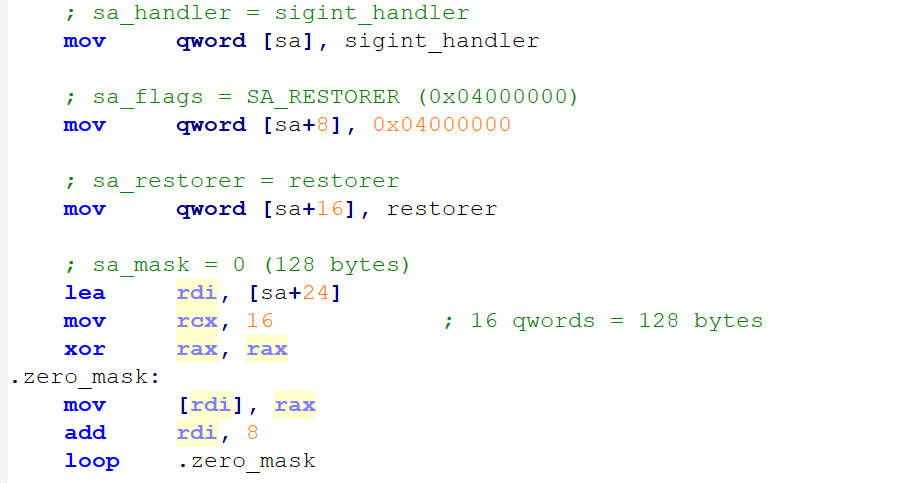 ; sa_handler = sigint_handler
mov     qword [sa], sigint_handler
; sa_flags = SA_RESTORER (0x04000000)
mov     qword [sa+8], 0x04000000
; sa_restorer = restorer
mov     qword [sa+16], restorer
; sa_mask = 0 (128 bytes)
lea     rdi, [sa+24]
mov     rcx, 16            ; 16 qwords = 128 bytes
xor     rax, rax
.zero_mask:
mov     [rdi], rax
add     rdi, 8
loop    .zero_mask